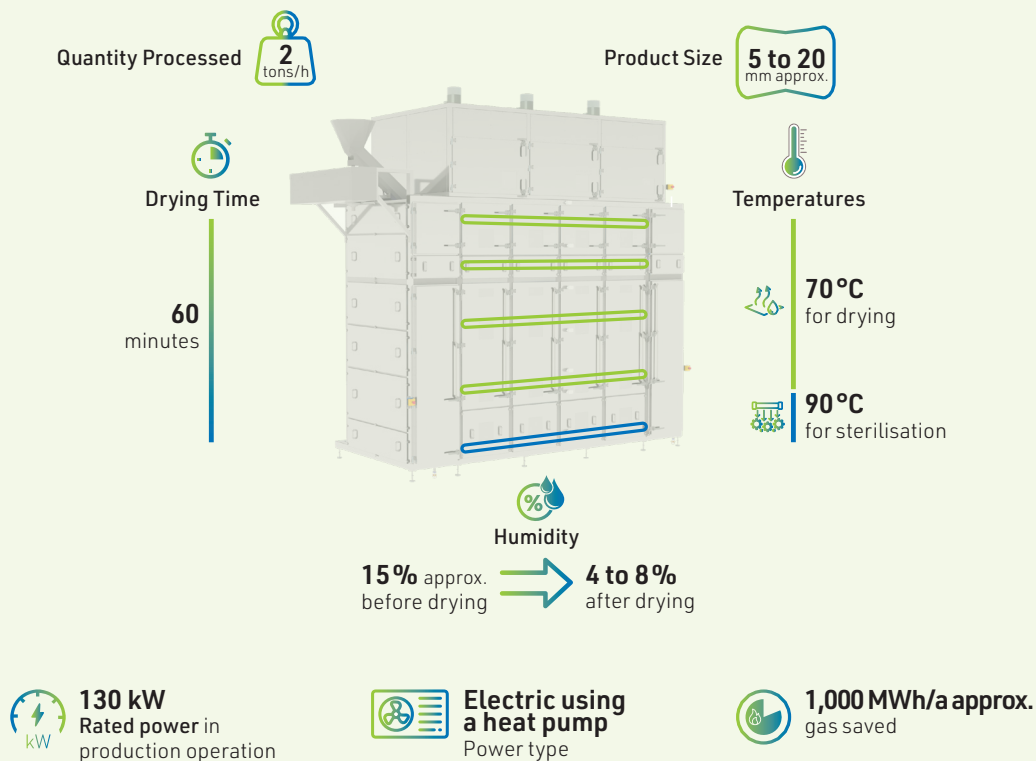 Quantity Processed
2
tons/h
Product Size
5 to 20
mm approx.
Drying Time
60
minutes
Temperatures
70 °C
for drying
90 °C
for sterilisation
%
Humidity
15 % approx.
before drying
4 to 8 %
after drying
kW
130 kW
Rated power in
production operation
Electric using
a heat pump
Power type
1,000 MWh/a approx.
gas saved